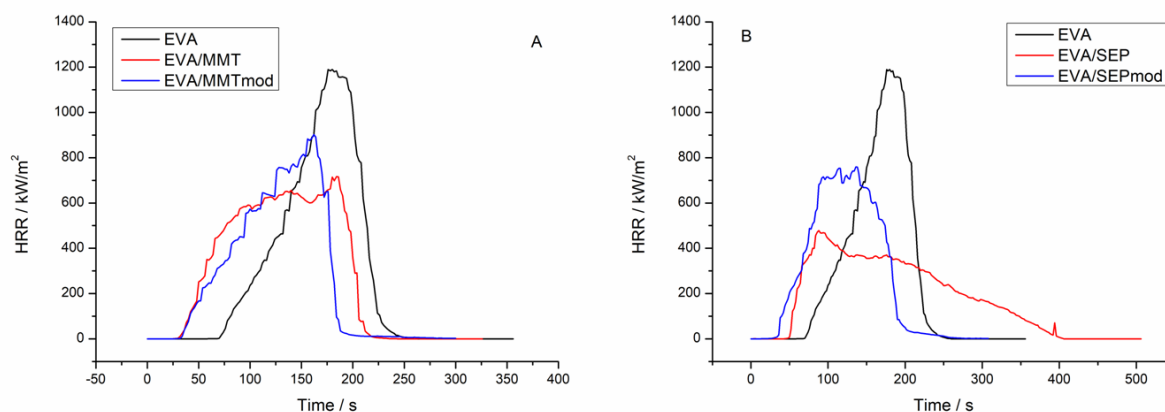 1400
EVA
EVA/MMT
EVA/MMTmod
A
1200
1000
800
600
400
200
0
HRR / kW/m²
-50 0 50 100 150 200 250 300 350 400
Time / s
1400
B
EVA
EVA/SEP
EVA/SEPmod
1200
1000
800
600
400
200
0
HRR / kW/m²
0 100 200 300 400 500
Time / s